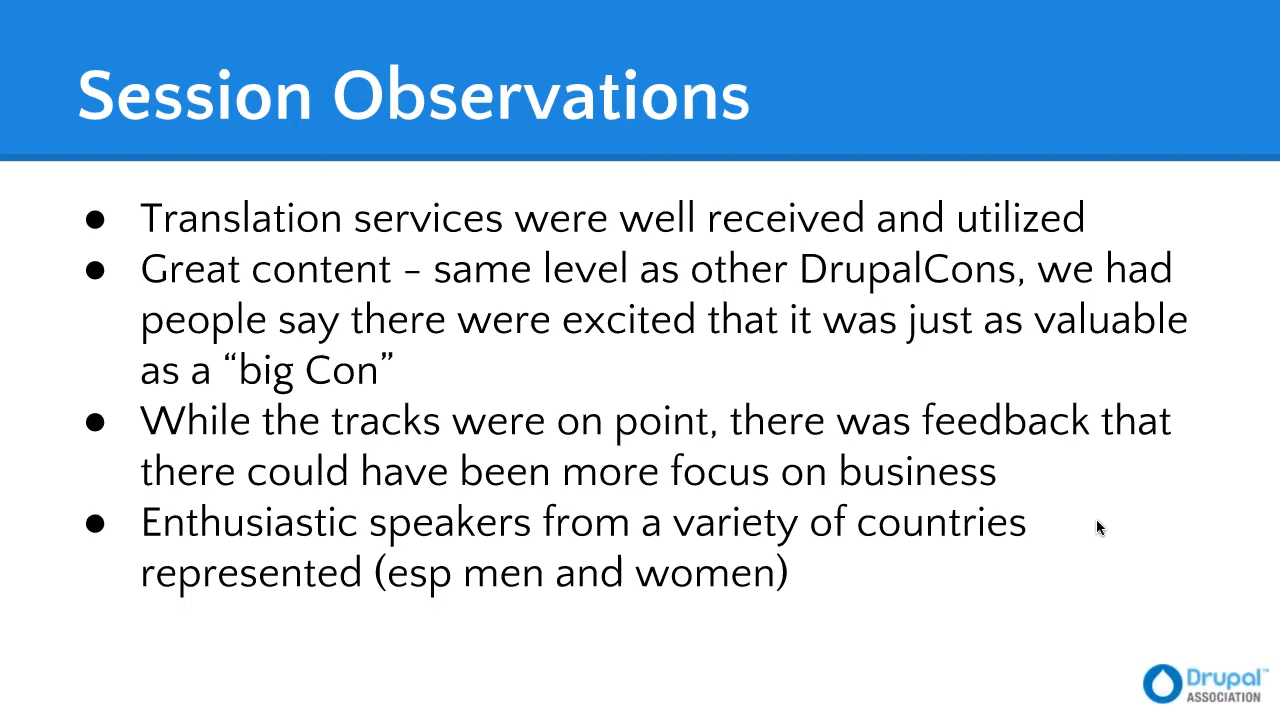 Session Observations
● Translation services were well received and utilized
● Great content – same level as other DrupalCons, we had
people say there were excited that it was just as valuable
as a “big Con”
● While the tracks were on point, there was feedback that
there could have been more focus on business
● Enthusiastic speakers from a variety of countries
represented (esp men and women)
Drupal™
ASSOCIATION